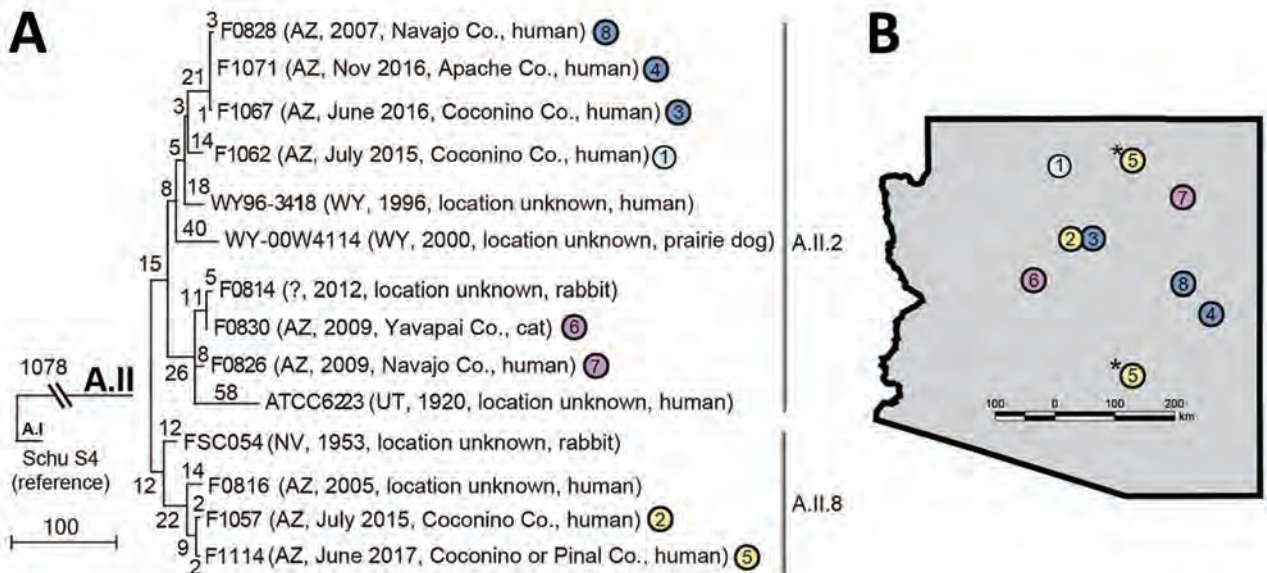 A
B
3
F0828 (AZ, 2007, Navajo Co., human) 8
21
F1071 (AZ, Nov 2016, Apache Co., human) 4
3
1
F1067 (AZ, June 2016, Coconino Co., human) 3
5
14
F1062 (AZ, July 2015, Coconino Co., human) 1
8
18
WY96-3418 (WY, 1996, location unknown, human)
40
WY-00W4114 (WY, 2000, location unknown, prairie dog)
A.II.2
15
5
11
F0814 (?, 2012, location unknown, rabbit)
F0830 (AZ, 2009, Yavapai Co., cat) 6
8
F0826 (AZ, 2009, Navajo Co., human) 7
26
58
ATCC6223 (UT, 1920, location unknown, human)
1078
A.II
A.I
Schu S4
(reference)
12
FSC054 (NV, 1953, location unknown, rabbit)
12
14
F0816 (AZ, 2005, location unknown, human)
2
22
F1057 (AZ, July 2015, Coconino Co., human) 2
9
F1114 (AZ, June 2017, Coconino or Pinal Co., human) 5
2
A.II.8
100
1
* 5
7
2 3
6
8
4
* 5
100 0 100 200
km